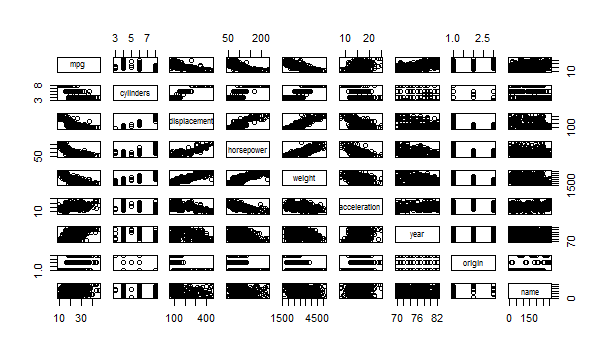 3 5 7 50 200 10 20 1.0 2.5
mpg 10
3 8 cylinders
displacement 100
50 horsepower
weight 1500
10 acceleration
year 70
1.0 origin
name 0
10 30 100 400 1500 4500 70 76 82 0 150